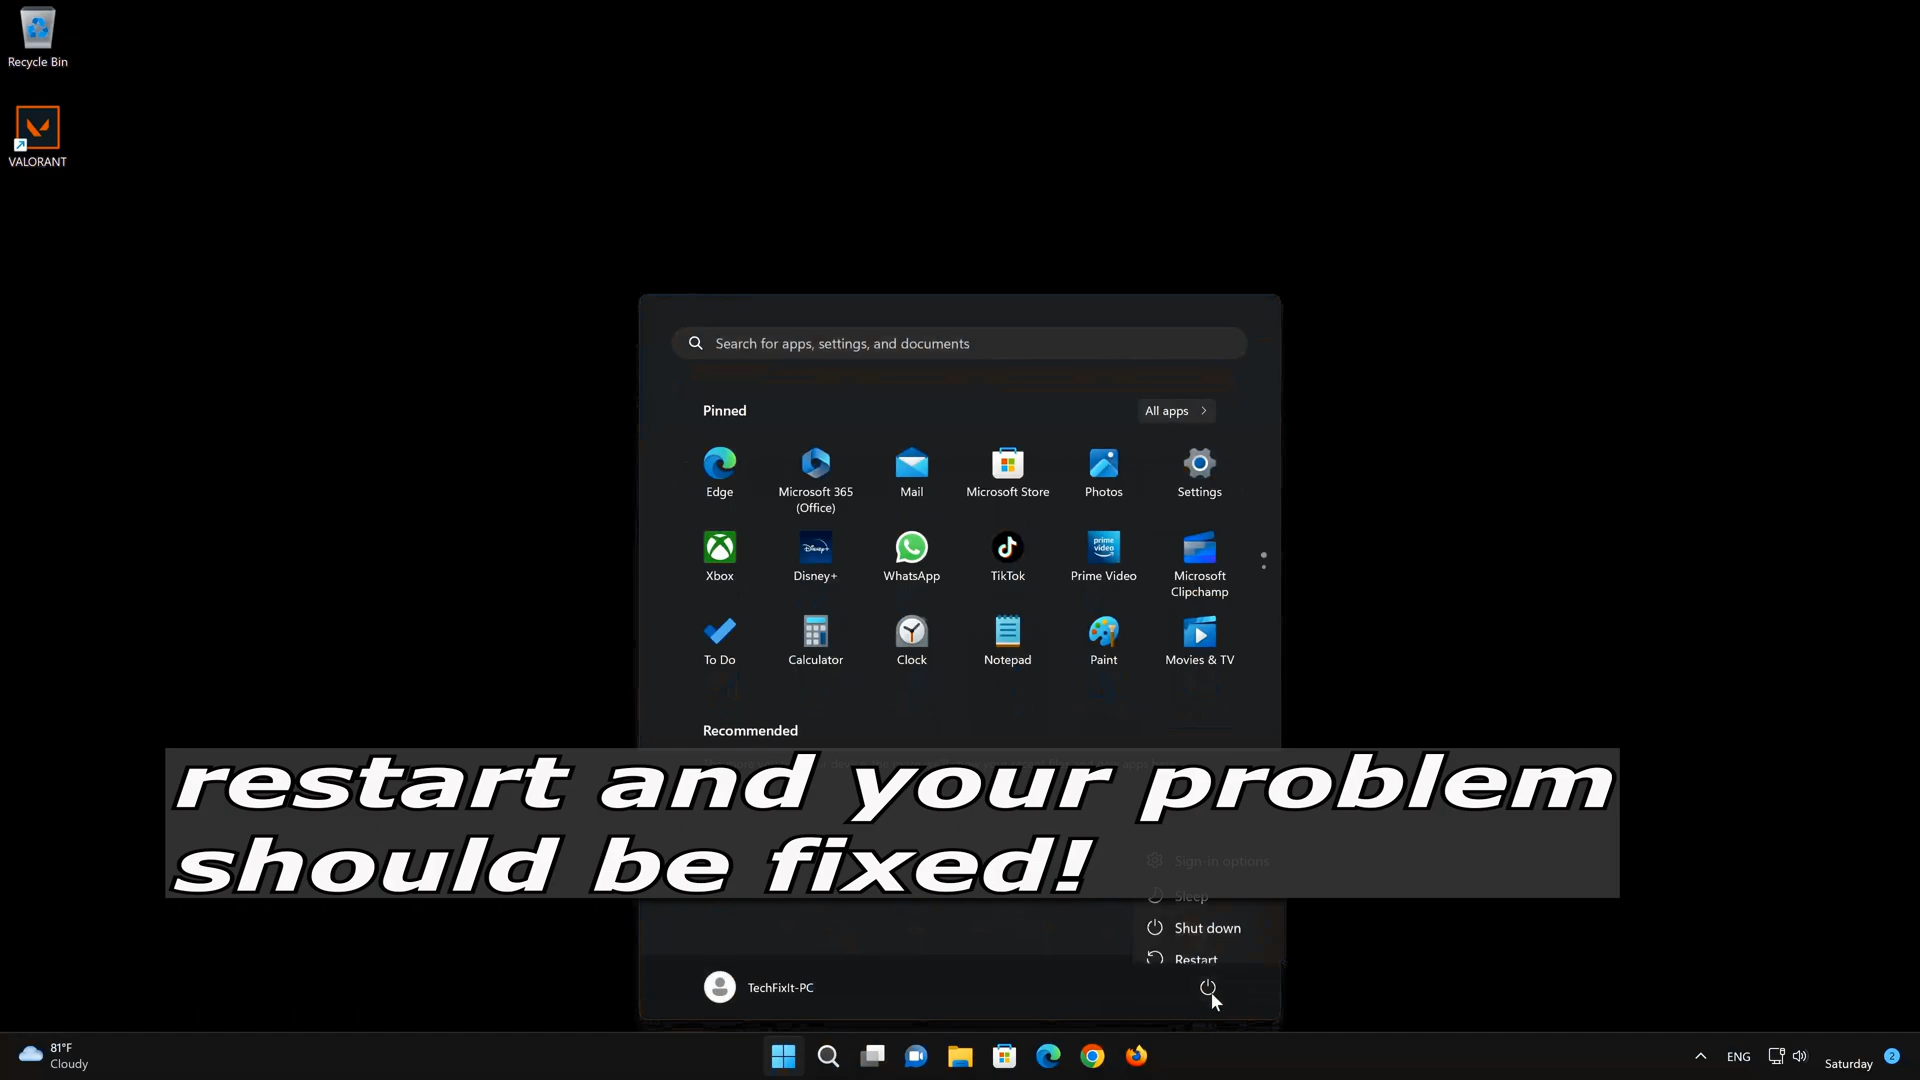 Recycle Bin
VALORANT
Search for apps, settings, and documents
Pinned
All apps
Edge
Microsoft 365
(Office)
Mail
Microsoft Store
Photos
Settings
Xbox
Disney+
WhatsApp
TikTok
prime
video
Prime Video
Microsoft
Clipchamp
To Do
Calculator
Clock
Notepad
Paint
Movies & TV
Recommended
restart and your problem
should be fixed!
Sign-in options
Sleep
Shut down
Restart
TechFixIt-PC
81°F
Cloudy
ENG
Saturday
2